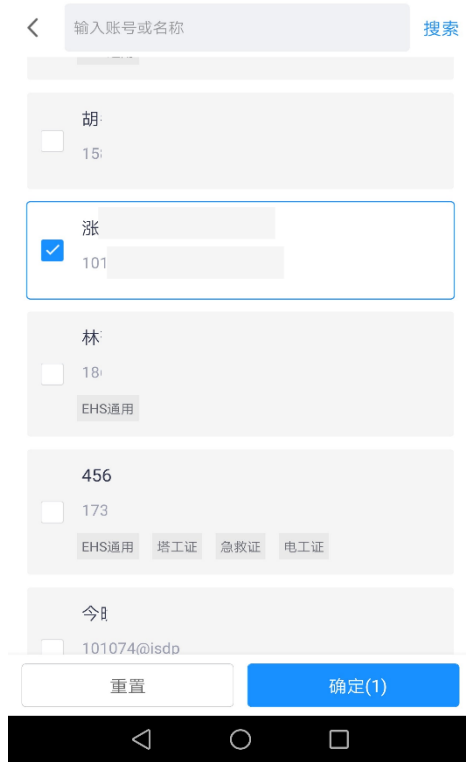 输入账号或名称
搜索
胡
15
涨
101
林
18
EHS通用
456
173
EHS通用 塔工证 急救证 电工证
今
101074@isdp
重置
确定(1)